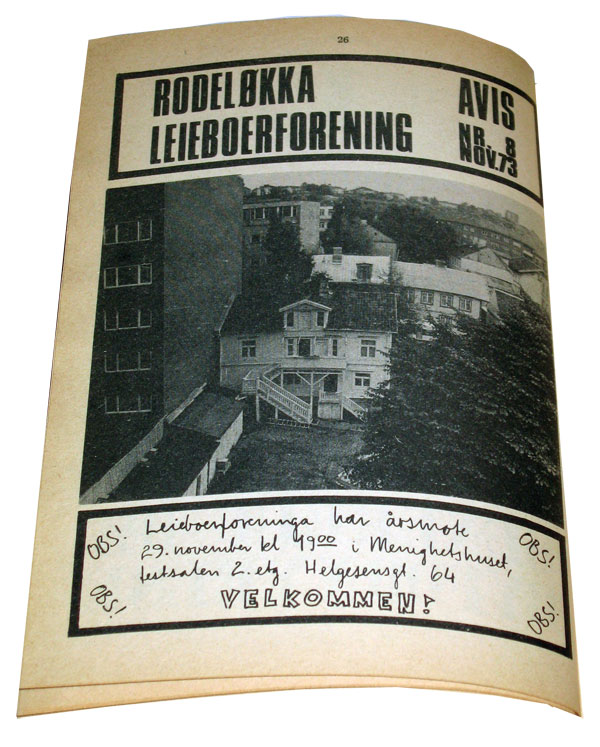 26
RODELØKKA AVIS
LEIEBOERFORENING NR. 8
NOV. 73
OBS! Leieboerforeninga har årsmøte OBS!
29. november kl 1900 i Menighetshuset,
festsalen 2. etg. Helgesensgt. 64
OBS! VELKOMMEN! OBS!